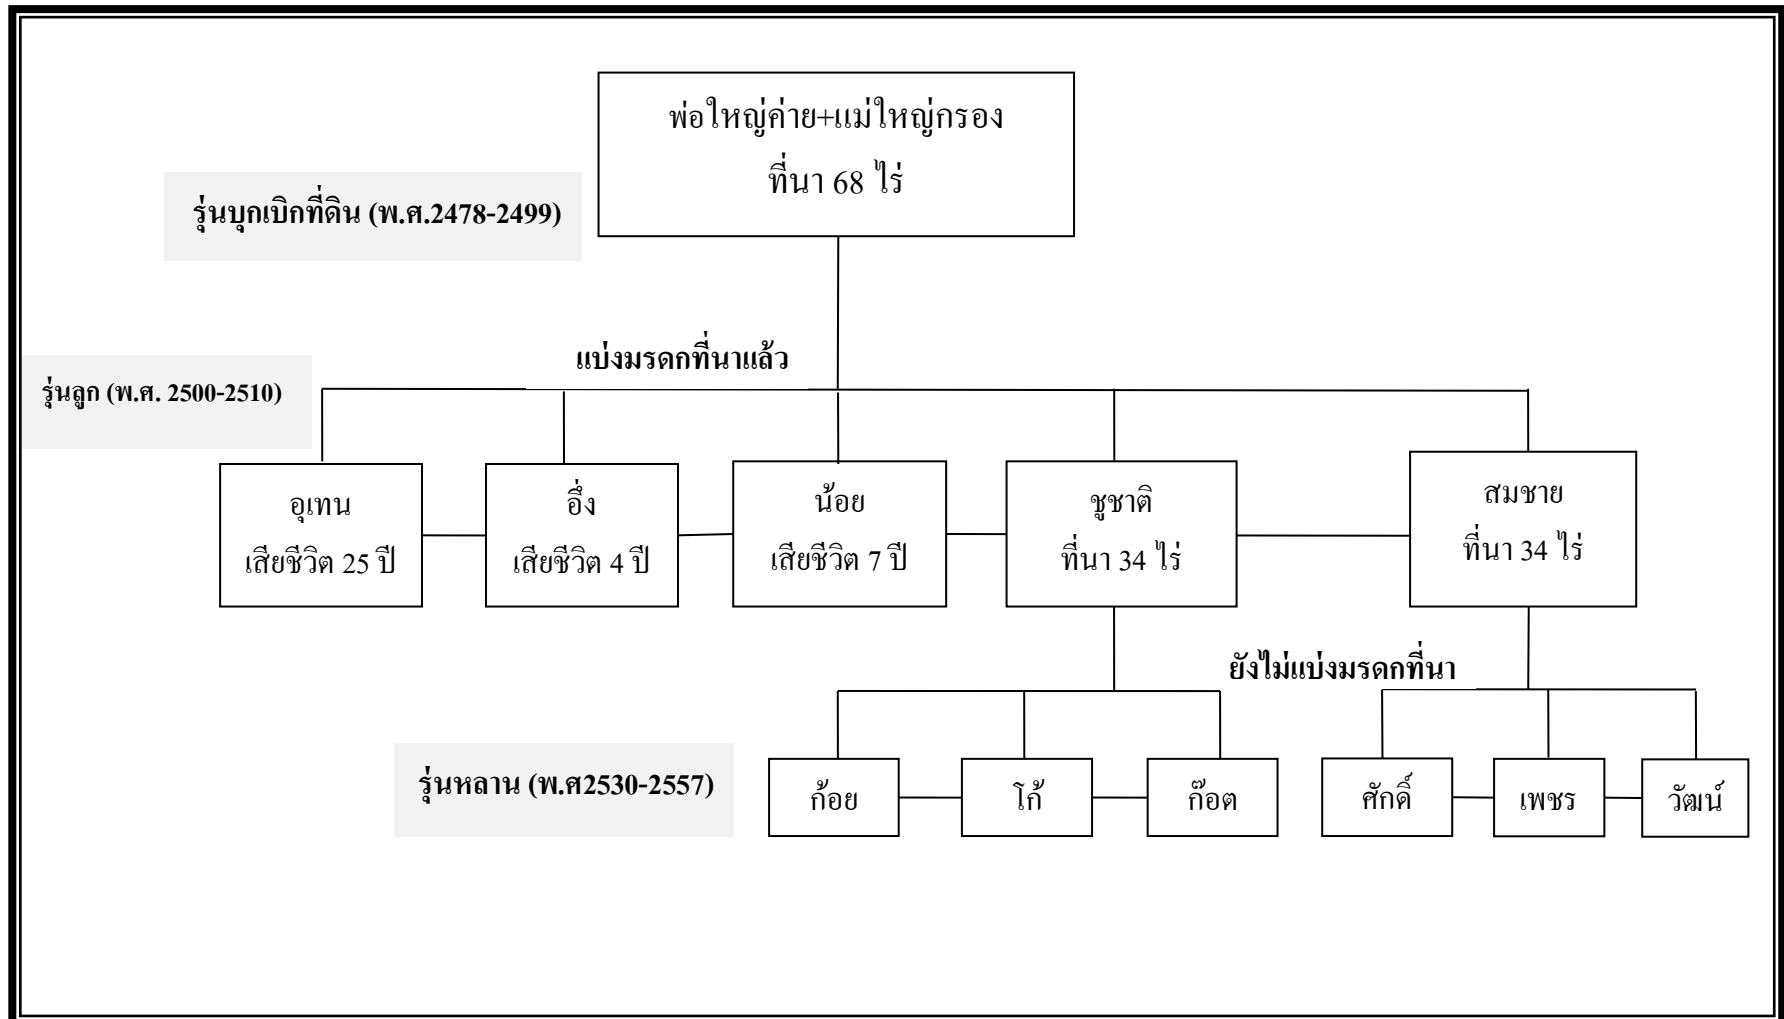 พ่อใหญ่ค่าย+แม่ใหญ่กรอง
ที่นา 68 ไร่
รุ่นบุกเบิกที่ดิน (พ.ศ.2478-2499)
แบ่งมรดกที่นาแล้ว
รุ่นลูก (พ.ศ. 2500-2510)
อุเทน
เสียชีวิต 25 ปี
อึ่ง
เสียชีวิต 4 ปี
น้อย
เสียชีวิต 7 ปี
ชูชาติ
ที่นา 34 ไร่
สมชาย
ที่นา 34 ไร่
ยังไม่แบ่งมรดกที่นา
รุ่นหลาน (พ.ศ2530-2557)
ก้อย
โก้
ก๊อต
ศักดิ์
เพชร
วัฒน์